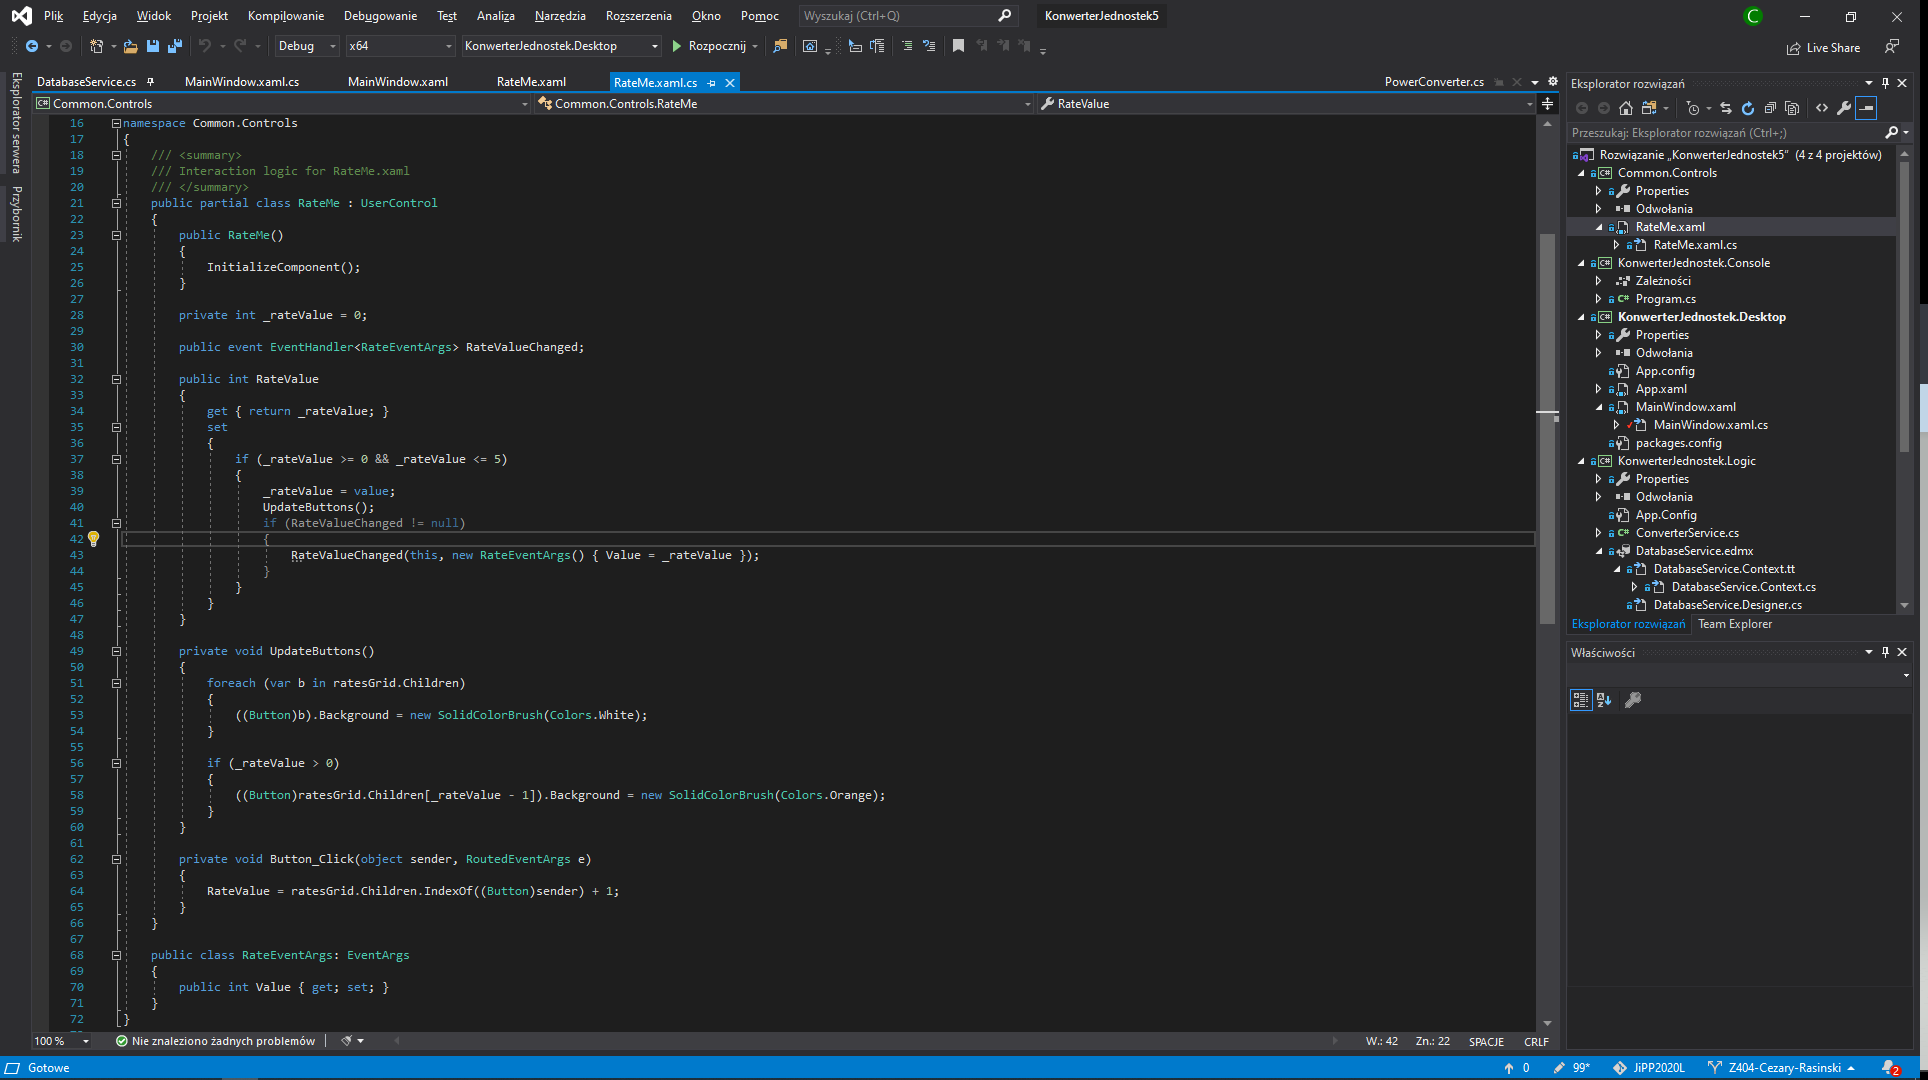 Plik Edycja Widok Projekt Kompilowanie Debugowanie Test Analiza Narzędzia Rozszerzenia Okno Pomoc Wyszukaj (Ctrl+Q) KonwerterJednostek5 C
Debug x64 KonwerterJednostek.Desktop Rozpocznij Live Share
Eksplorator serwera
Przybornik
DatabaseService.cs MainWindow.xaml.cs MainWindow.xaml RateMe.xaml RateMe.xaml.cs PowerConverter.cs
Common.Controls Common.Controls.RateMe RateValue
16 namespace Common.Controls
17 {
18 /// <summary>
19 /// Interaction logic for RateMe.xaml
20 /// </summary>
21 public partial class RateMe : UserControl
22 {
23 public RateMe()
24 {
25 InitializeComponent();
26 }
27
28 private int _rateValue = 0;
29
30 public event EventHandler<RateEventArgs> RateValueChanged;
31
32 public int RateValue
33 {
34 get { return _rateValue; }
35 set
36 {
37 if (_rateValue >= 0 && _rateValue <= 5)
38 {
39 _rateValue = value;
40 UpdateButtons();
41 if (RateValueChanged != null)
42 {
43 RateValueChanged(this, new RateEventArgs() { Value = _rateValue });
44 }
45 }
46 }
47 }
48
49 private void UpdateButtons()
50 {
51 foreach (var b in ratesGrid.Children)
52 {
53 ((Button)b).Background = new SolidColorBrush(Colors.White);
54 }
55
56 if (_rateValue > 0)
57 {
58 ((Button)ratesGrid.Children[_rateValue - 1]).Background = new SolidColorBrush(Colors.Orange);
59 }
60 }
61
62 private void Button_Click(object sender, RoutedEventArgs e)
63 {
64 RateValue = ratesGrid.Children.IndexOf((Button)sender) + 1;
65 }
66 }
67
68 public class RateEventArgs: EventArgs
69 {
70 public int Value { get; set; }
71 }
72 }
100 % Nie znaleziono żadnych problemów W.: 42 Zn.: 22 SPACJE CRLF
Eksplorator rozwiązań
Przeszukaj: Eksplorator rozwiązań (Ctrl+;)
Rozwiązanie „KonwerterJednostek5” (4 z 4 projektów)
Common.Controls
Properties
Odwołania
RateMe.xaml
RateMe.xaml.cs
KonwerterJednostek.Console
Zależności
Program.cs
KonwerterJednostek.Desktop
Properties
Odwołania
App.config
App.xaml
MainWindow.xaml
MainWindow.xaml.cs
packages.config
KonwerterJednostek.Logic
Properties
Odwołania
App.Config
ConverterService.cs
DatabaseService.edmx
DatabaseService.Context.tt
DatabaseService.Context.cs
DatabaseService.Designer.cs
Eksplorator rozwiązań Team Explorer
Właściwości
Gotowe 0 99* JiPP2020L Z404-Cezary-Rasinski 2